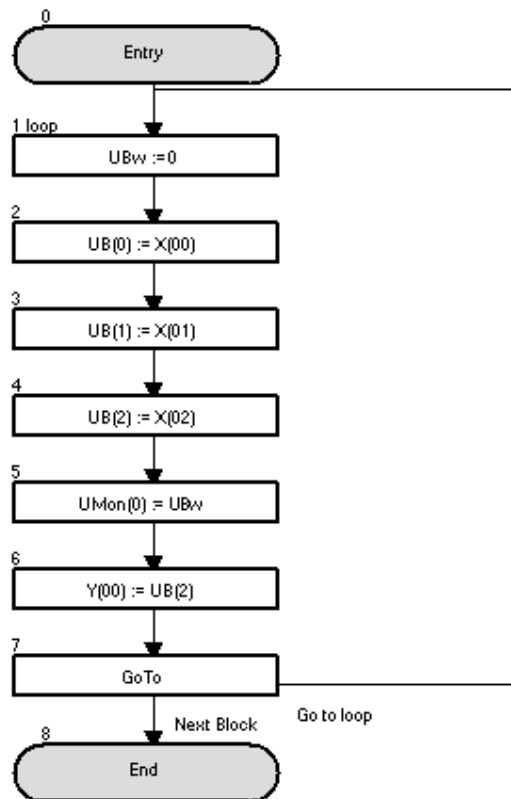 0
Entry
1 loop
UBw :=0
2
UB(0) := X(00)
3
UB(1) := X(01)
4
UB(2) := X(02)
5
UMon(0) := UBw
6
Y(00) := UB(2)
7
GoTo
Go to loop
Next Block
8
End